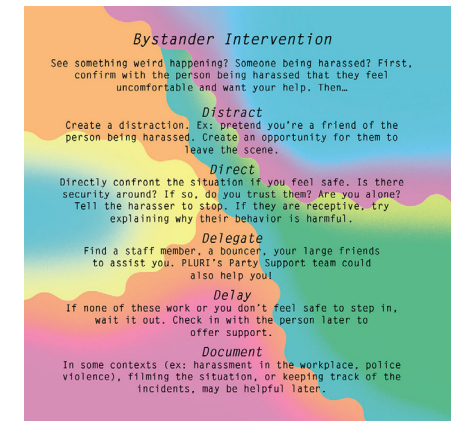 Bystander Intervention
See something weird happening? Someone being harassed? First,
confirm with the person being harassed that they feel
uncomfortable and want your help. Then…
Distract
Create a distraction. Ex: pretend you're a friend of the
person being harassed. Create an opportunity for them to
leave the scene.
Direct
Directly confront the situation if you feel safe. Is there
security around? If so, do you trust them? Are you alone?
Tell the harasser to stop. If they are receptive, try
explaining why their behavior is harmful.
Delegate
Find a staff member, a bouncer, your large friends
to assist you. PLURI's Party Support team could
also help you!
Delay
If none of these work or you don't feel safe to step in,
wait it out. Check in with the person later to
offer support.
Document
In some contexts (ex: harassment in the workplace, police
violence), filming the situation, or keeping track of the
incidents, may be helpful later.